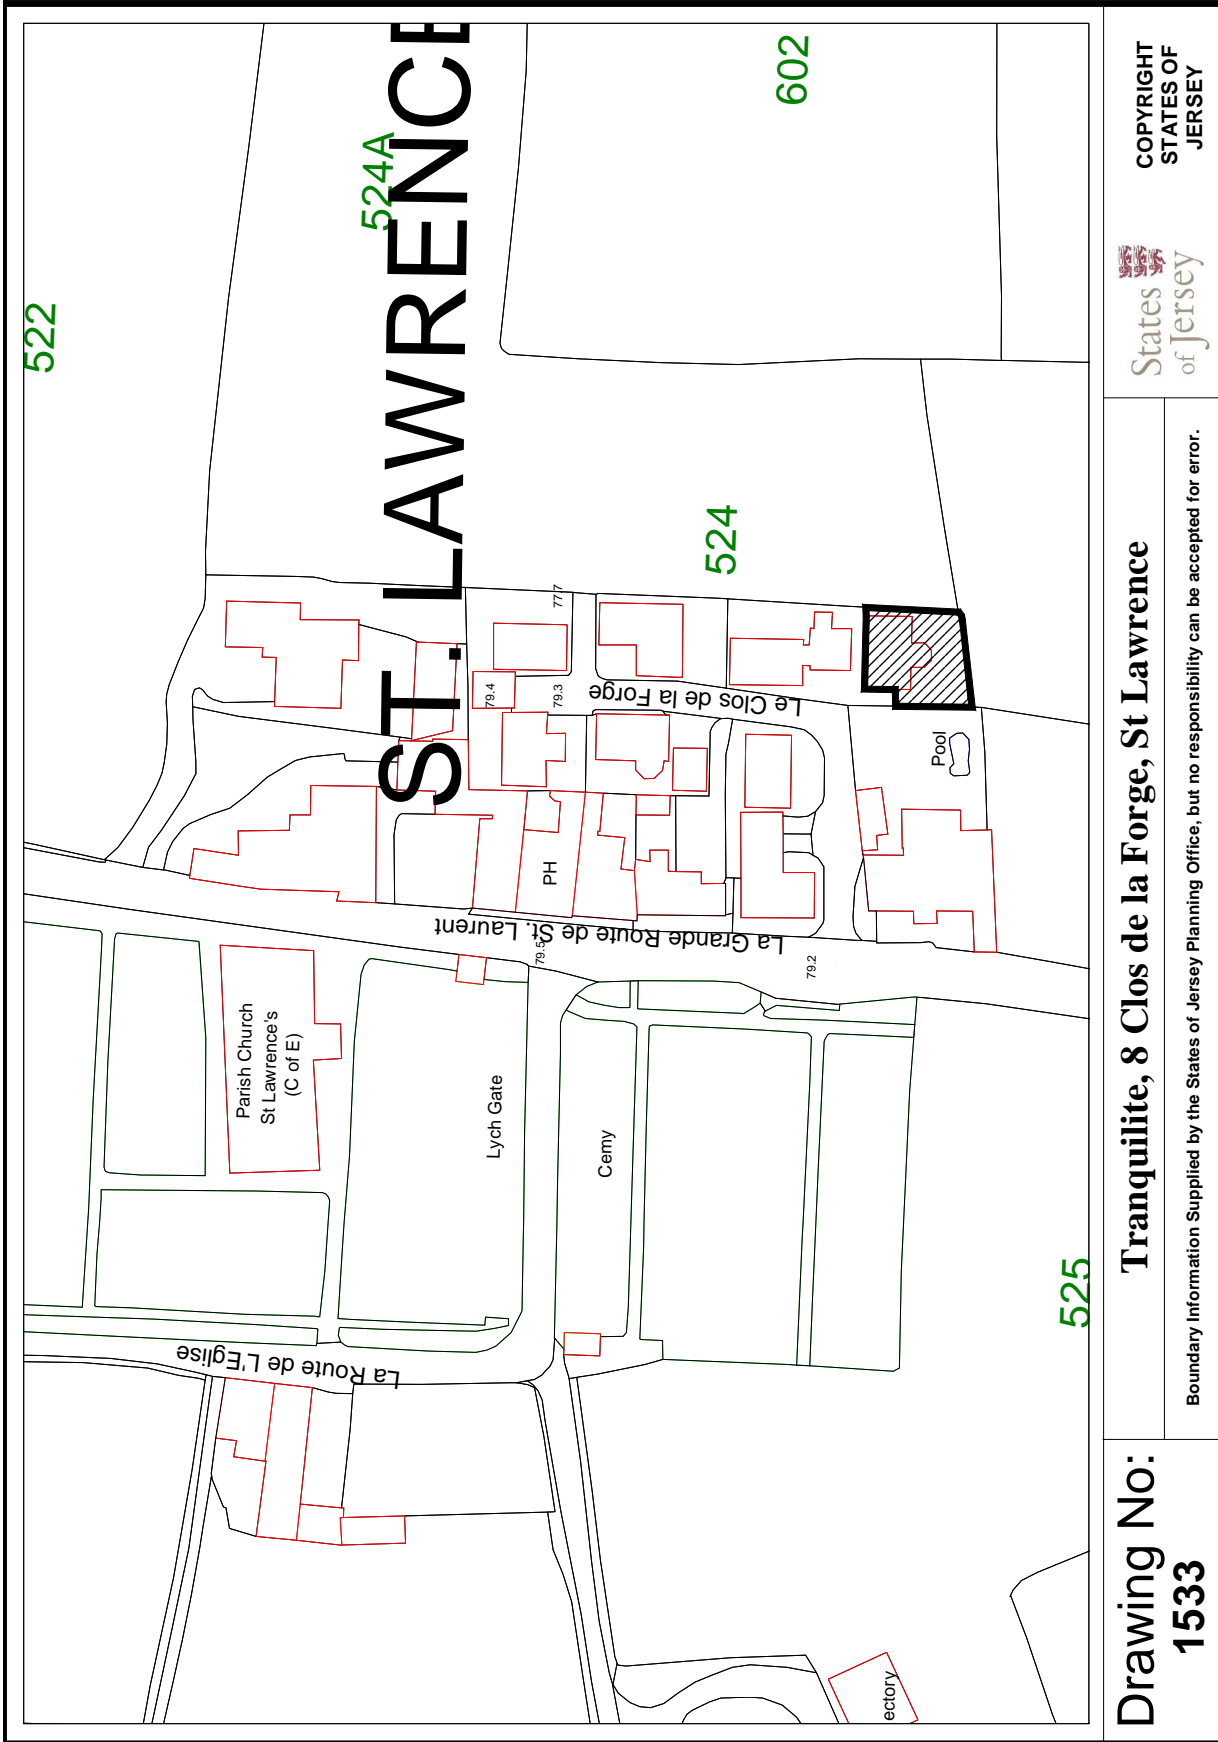 522
524A
602
ST. LAWRENCE
524
77.7
79.4
79.3
Le Clos de la Forge
Pool
PH
La Grande Route de St. Laurent
79.5
79.2
Parish Church
St Lawrence's
(C of E)
Lych Gate
Cemy
525
La Route de L'Eglise
ectory
Drawing No:
1533
Tranquilite, 8 Clos de la Forge, St Lawrence
Boundary Information Supplied by the States of Jersey Planning Office, but no responsibility can be accepted for error.
States
of Jersey
COPYRIGHT
STATES OF
JERSEY